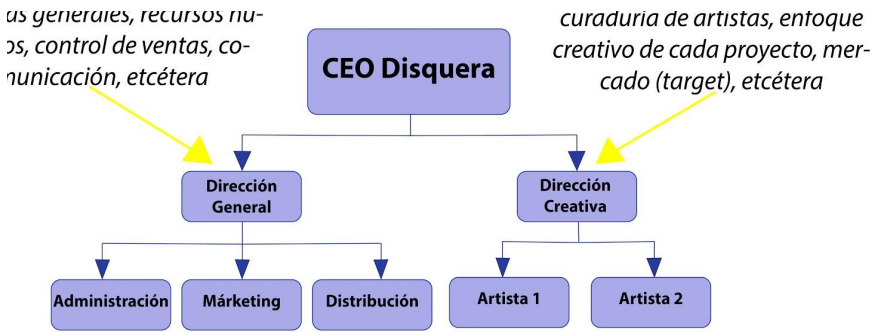 generales, recursos hu-
control de ventas, co-
etcétera
curaduría de artistas, enfoque
creativo de cada proyecto, mer-
cado (target), etcétera
CEO Disquera
Dirección
General
Dirección
Creativa
Administración
Márketing
Distribución
Artista 1
Artista 2